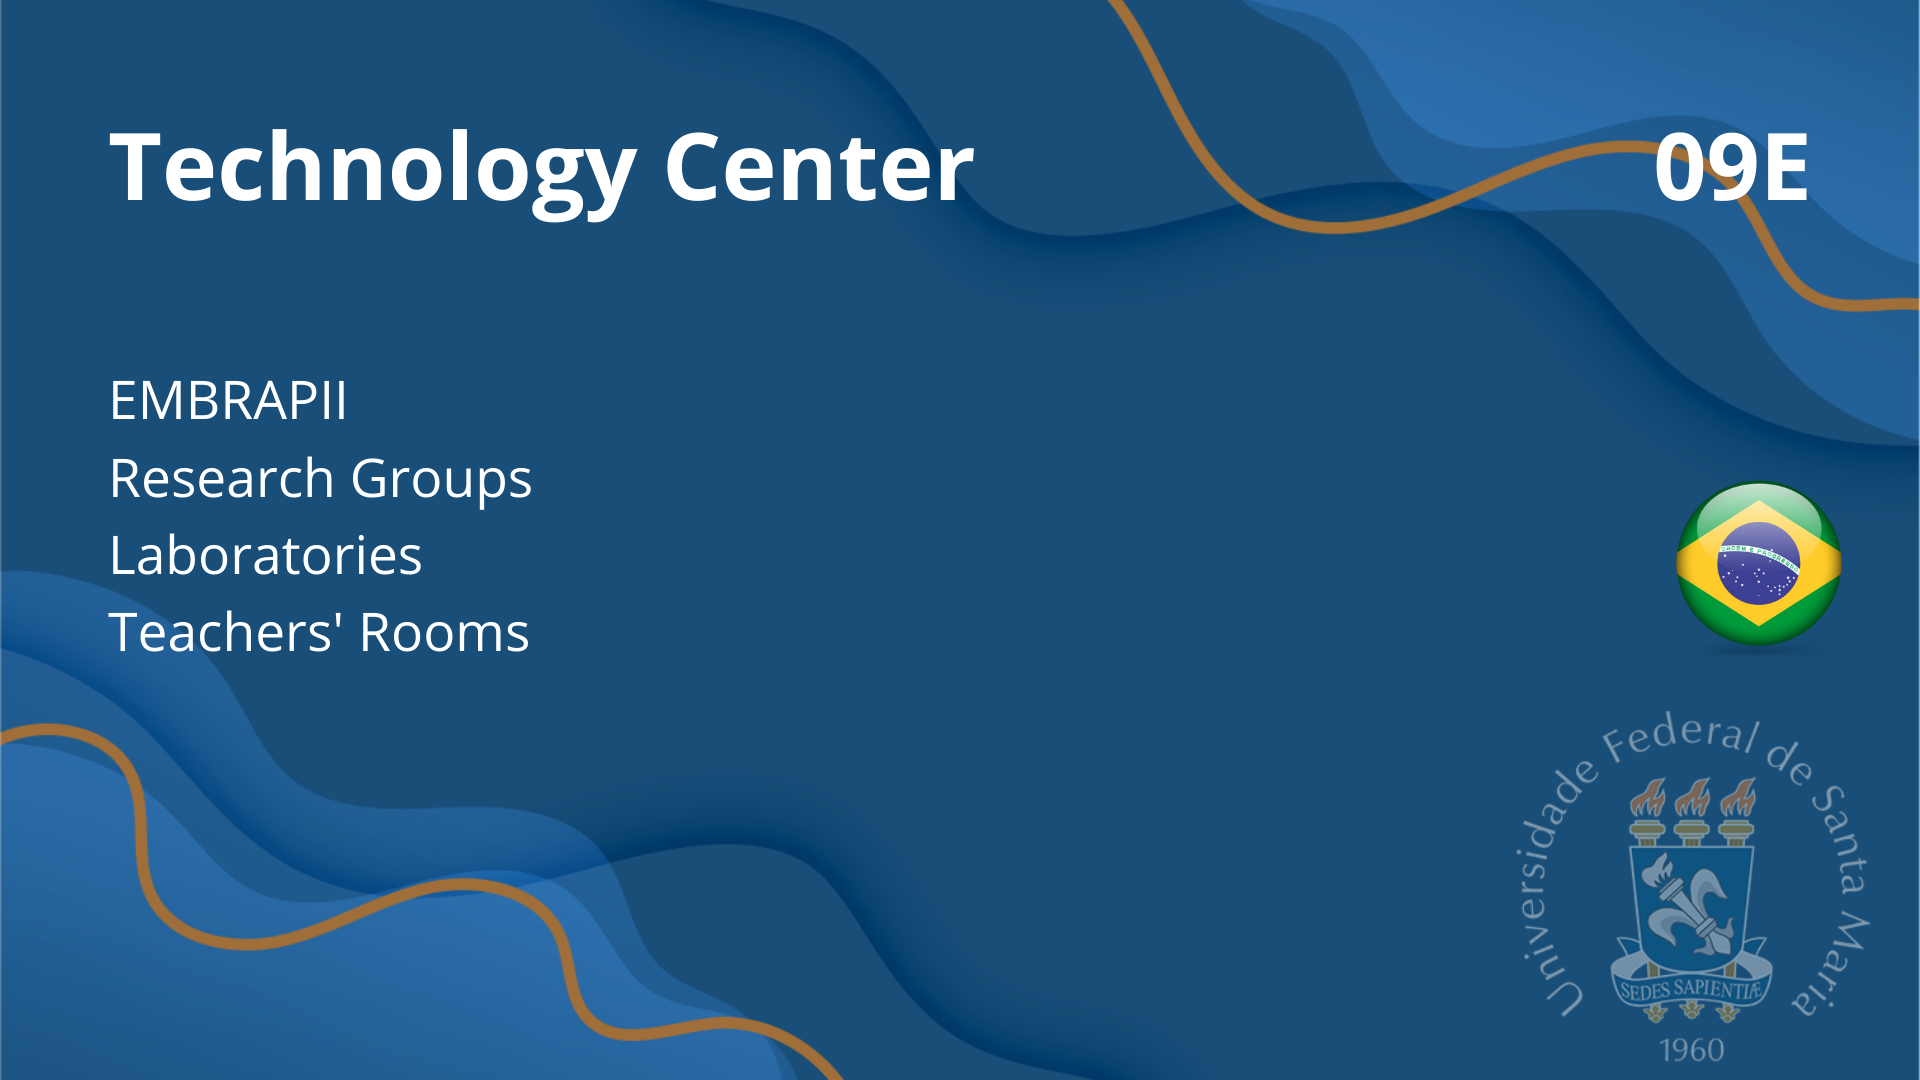 Technology Center 09E
EMBRAPII
Research Groups
Laboratories
Teachers' Rooms
ORDEM E PROGRESSO
Universidade Federal de Santa Maria
SEDES SAPIENTIÆ
1960